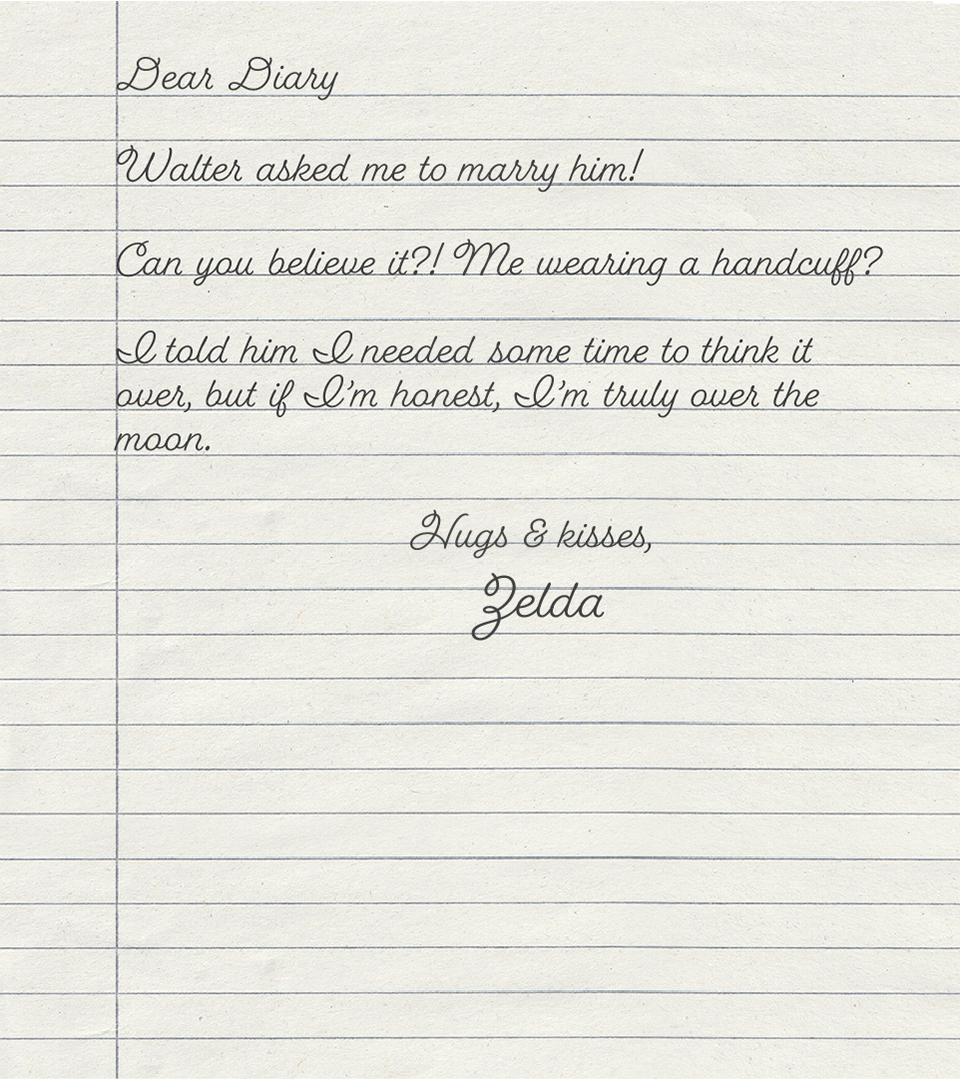 Dear Diary
Walter asked me to marry him!
Can you believe it?! Me wearing a handcuff?
I told him I needed some time to think it
over, but if I'm honest, I'm truly over the
moon.
Hugs & kisses,
Zelda